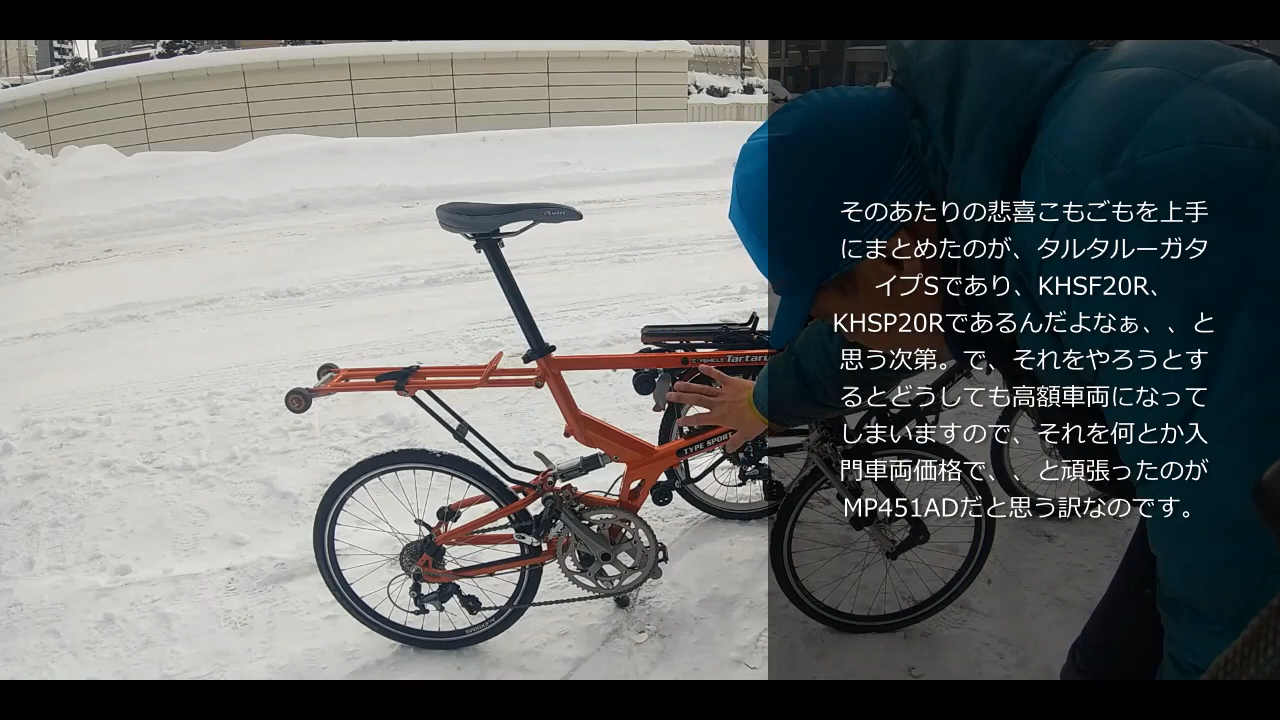 そのあたりの悲喜こもごもを上手
にまとめたのが、タルタルーガタ
イプSであり、KHSF20R、
KHSP20Rであるんだよなぁ、、と
思う次第。で、それをやろうとす
るとどうしても高額車両になって
しまいますので、それを何とか入
門車両価格で、、と頑張ったのが
MP451ADだと思う訳なのです。
E-VEHICLE Tartaru
TYPE SPORT
ALEXRIMS